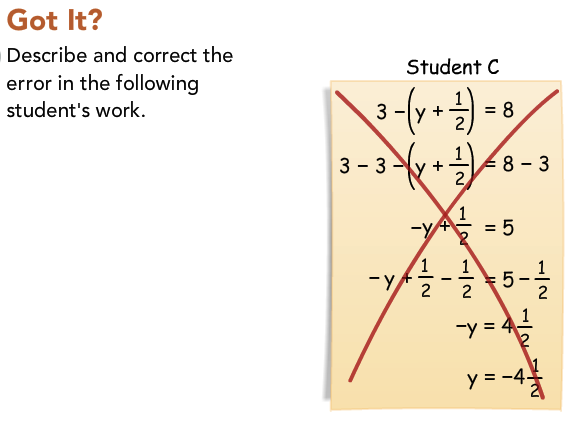 Got It?
Describe and correct the
error in the following
student's work.
Student C
3 - (y + 1/2) = 8
3 - 3 - (y + 1/2) = 8 - 3
-y + 1/2 = 5
-y + 1/2 - 1/2 = 5 - 1/2
-y = 4 1/2
y = -4 1/2